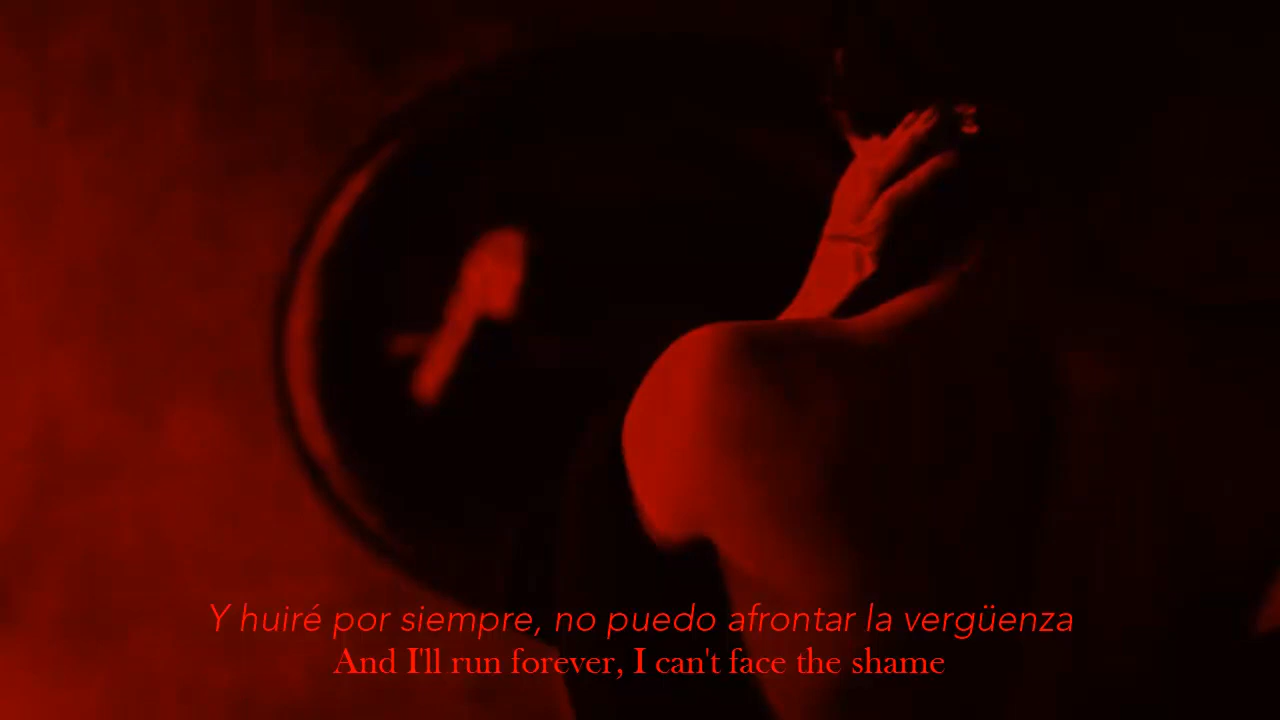 Y huiré por siempre, no puedo afrontar la vergüenza
And I'll run forever, I can't face the shame